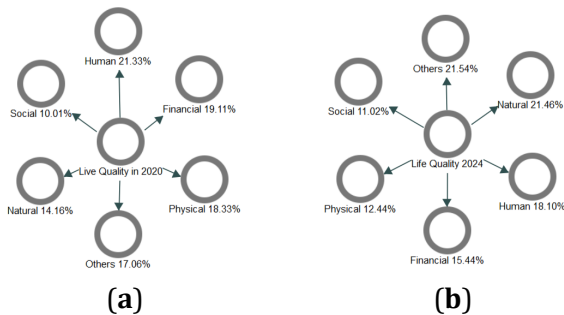 Human 21.33%
Social 10.01%
Financial 19.11%
Live Quality in 2020
Natural 14.16%
Physical 18.33%
Others 17.06%
(a)
Others 21.54%
Social 11.02%
Natural 21.46%
Life Quality 2024
Physical 12.44%
Human 18.10%
Financial 15.44%
(b)